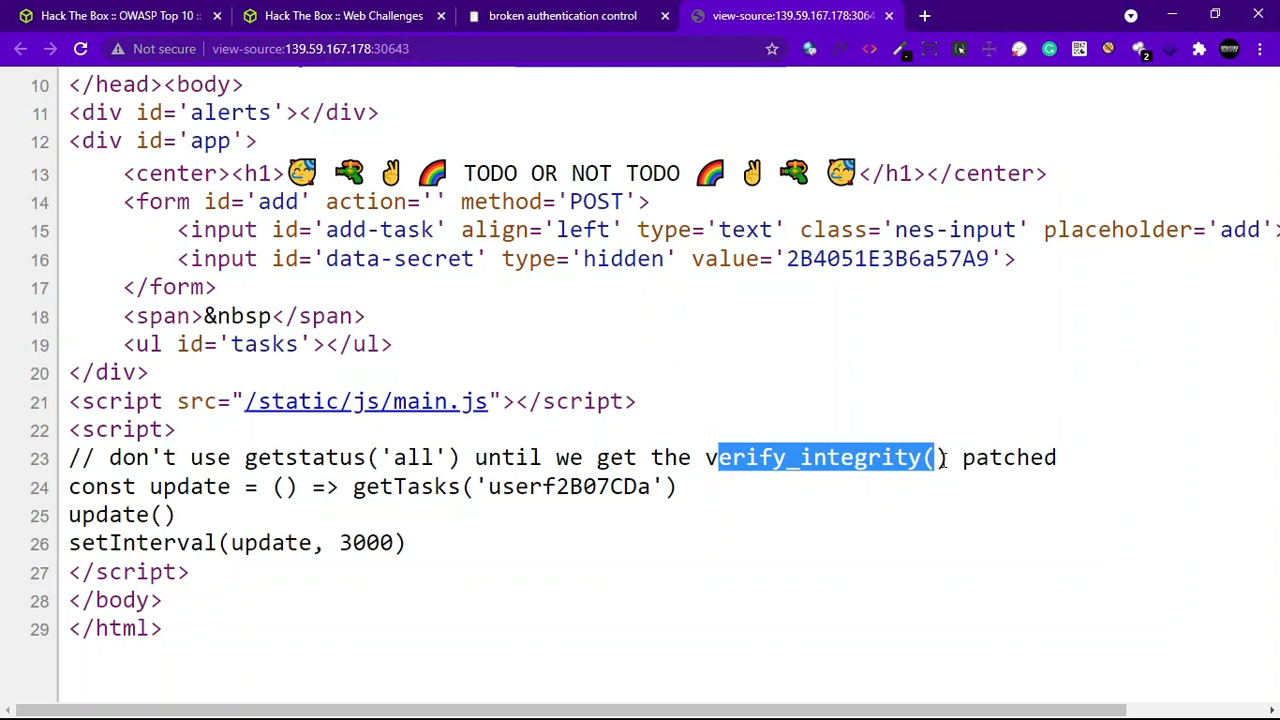 Hack The Box :: OWASP Top 10 ::
Hack The Box :: Web Challenges
broken authentication control
view-source:139.59.167.178:3064
Not secure
view-source:139.59.167.178:30643
2
10 </head><body>
11 <div id='alerts'></div>
12 <div id='app'>
13 <center><h1>🥳 🔫 ✌ 🌈 TODO OR NOT TODO 🌈 ✌ 🔫 🥳</h1></center>
14 <form id='add' action='' method='POST'>
15 <input id='add-task' align='left' type='text' class='nes-input' placeholder='add'>
16 <input id='data-secret' type='hidden' value='2B4051E3B6a57A9'>
17 </form>
18 <span>&nbsp</span>
19 <ul id='tasks'></ul>
20 </div>
21 <script src="/static/js/main.js"></script>
22 <script>
23 // don't use getstatus('all') until we get the verify_integrity() patched
24 const update = () => getTasks('userf2B07CDa')
25 update()
26 setInterval(update, 3000)
27 </script>
28 </body>
29 </html>